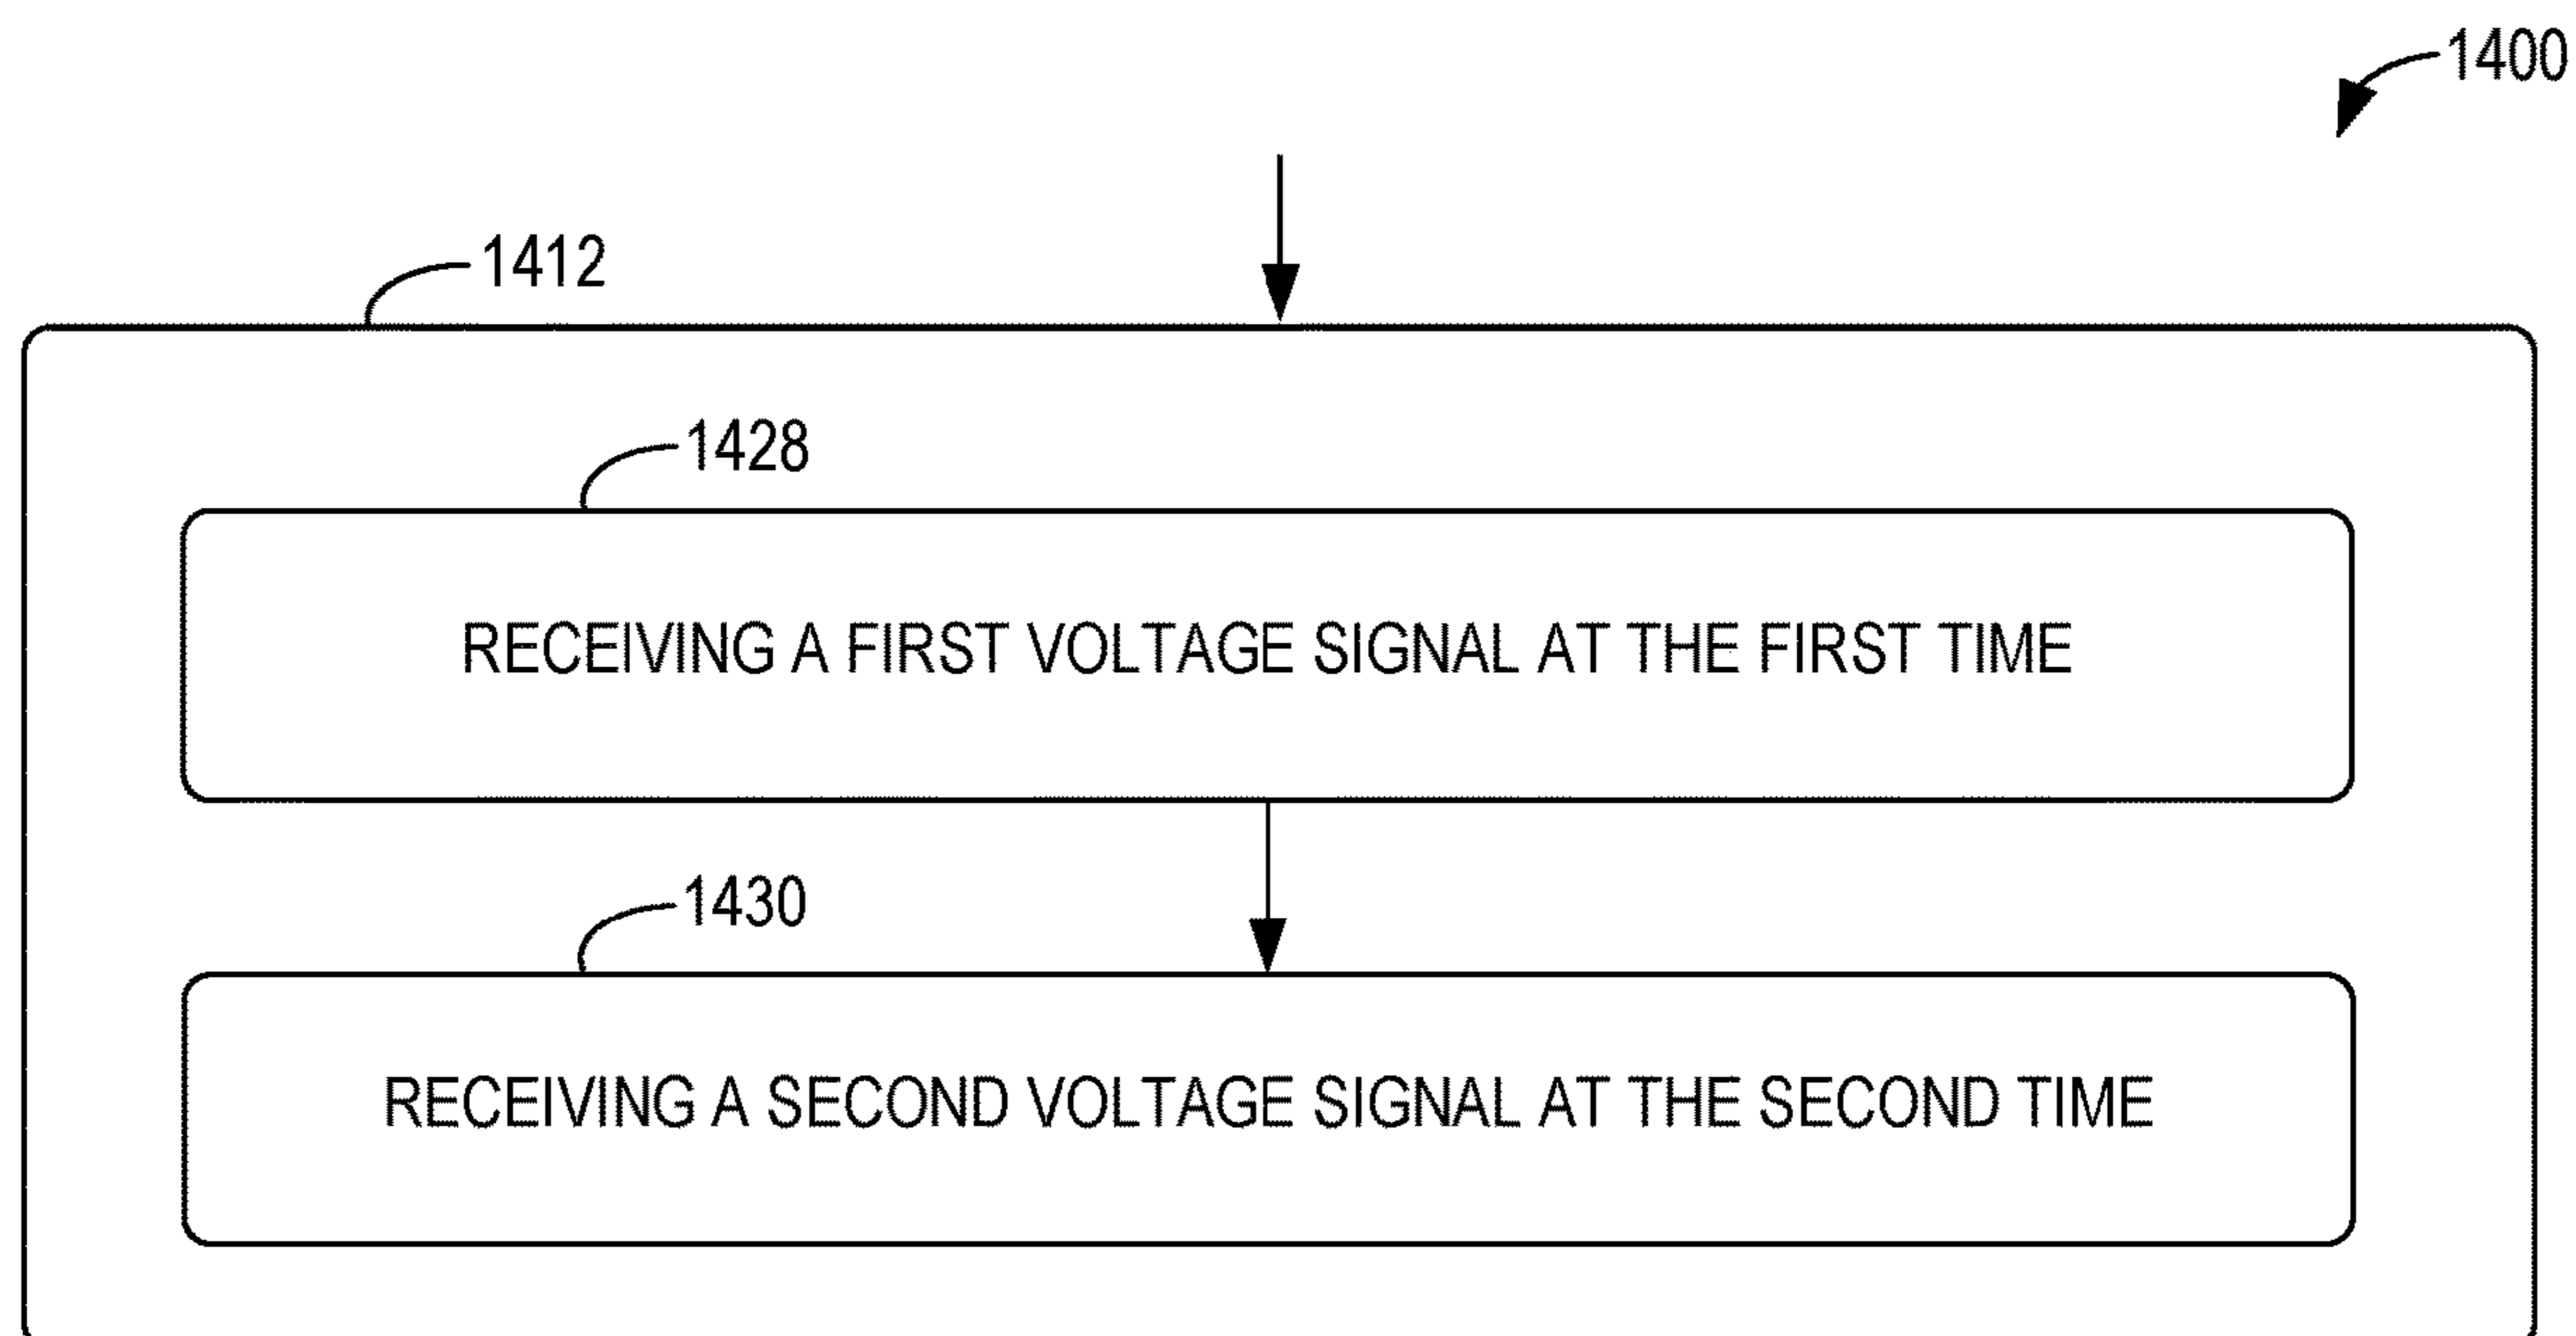 1400
1412
1428
RECEIVING A FIRST VOLTAGE SIGNAL AT THE FIRST TIME
1430
RECEIVING A SECOND VOLTAGE SIGNAL AT THE SECOND TIME